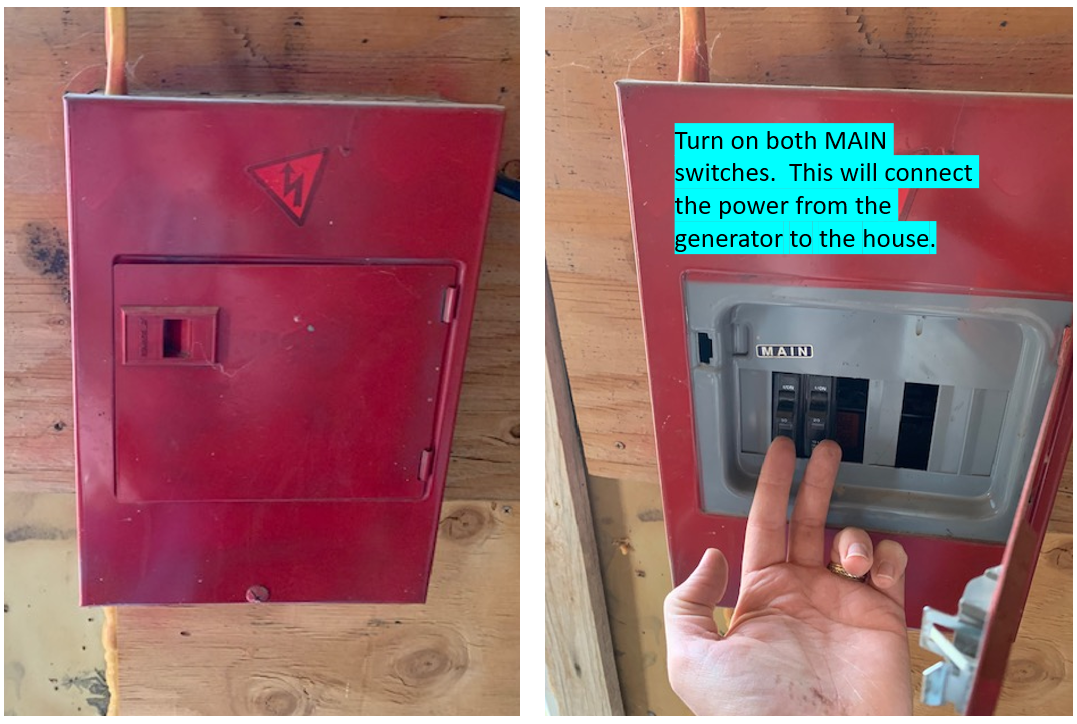 Turn on both MAIN
switches.  This will connect
the power from the
generator to the house.
MAIN